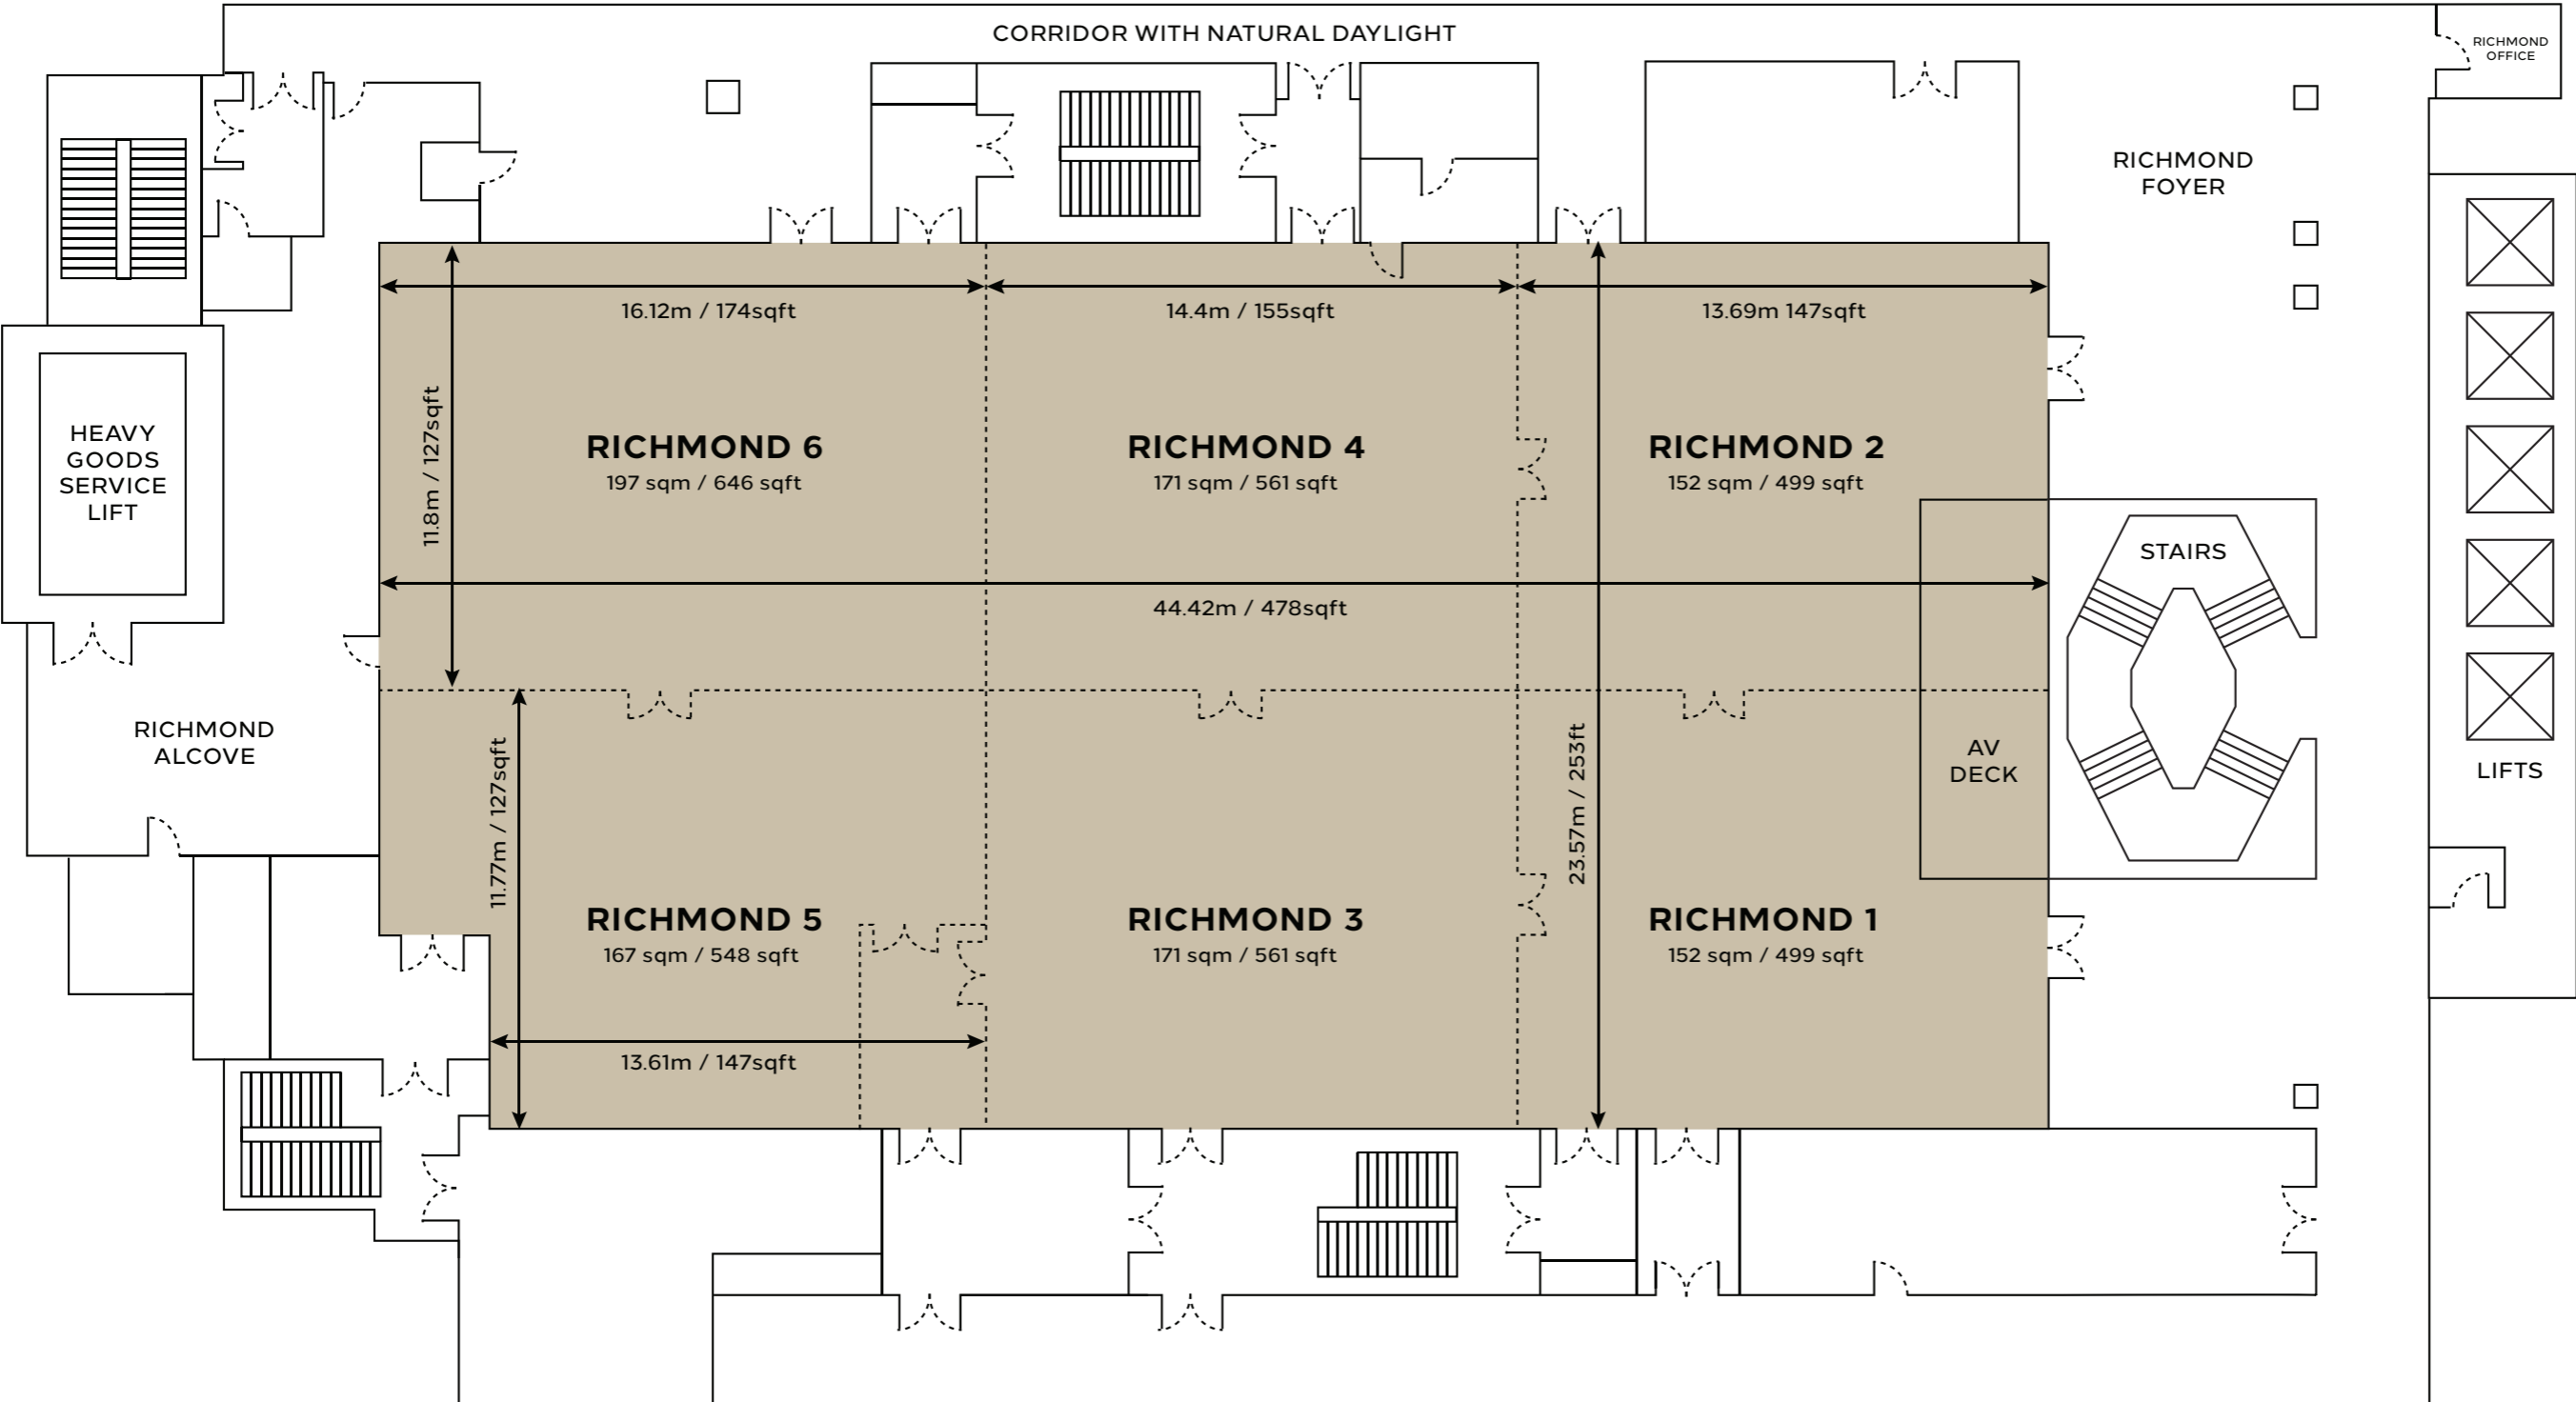 CORRIDOR WITH NATURAL DAYLIGHT
RICHMOND
OFFICE
RICHMOND
FOYER
16.12m / 174sqft
14.4m / 155sqft
13.69m 147sqft
11.8m / 127sqft
HEAVY
GOODS
SERVICE
LIFT
RICHMOND 6
197 sqm / 646 sqft
RICHMOND 4
171 sqm / 561 sqft
RICHMOND 2
152 sqm / 499 sqft
STAIRS
44.42m / 478sqft
RICHMOND
ALCOVE
11.77m / 127sqft
23.57m / 253ft
AV
DECK
LIFTS
RICHMOND 5
167 sqm / 548 sqft
RICHMOND 3
171 sqm / 561 sqft
RICHMOND 1
152 sqm / 499 sqft
13.61m / 147sqft